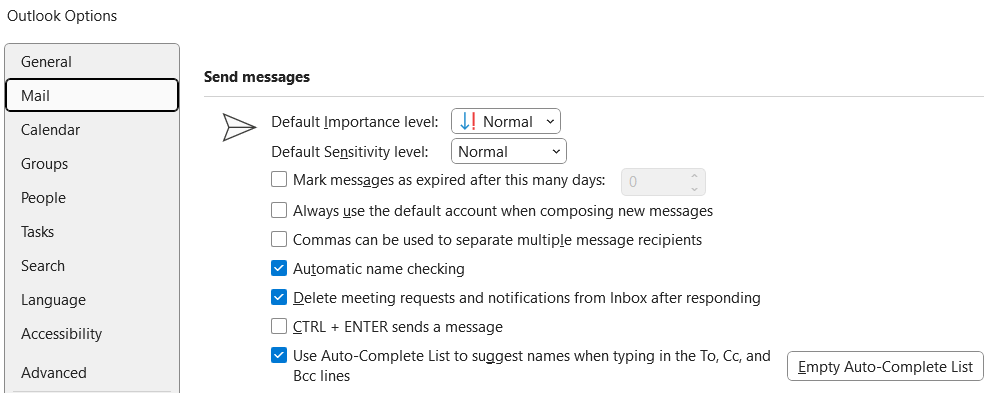 Outlook Options
General
Mail
Calendar
Groups
People
Tasks
Search
Language
Accessibility
Advanced
Send messages
Default Importance level: Normal
Default Sensitivity level: Normal
Mark messages as expired after this many days: 0
Always use the default account when composing new messages
Commas can be used to separate multiple message recipients
Automatic name checking
Delete meeting requests and notifications from Inbox after responding
CTRL + ENTER sends a message
Use Auto-Complete List to suggest names when typing in the To, Cc, and
Bcc lines
Empty Auto-Complete List